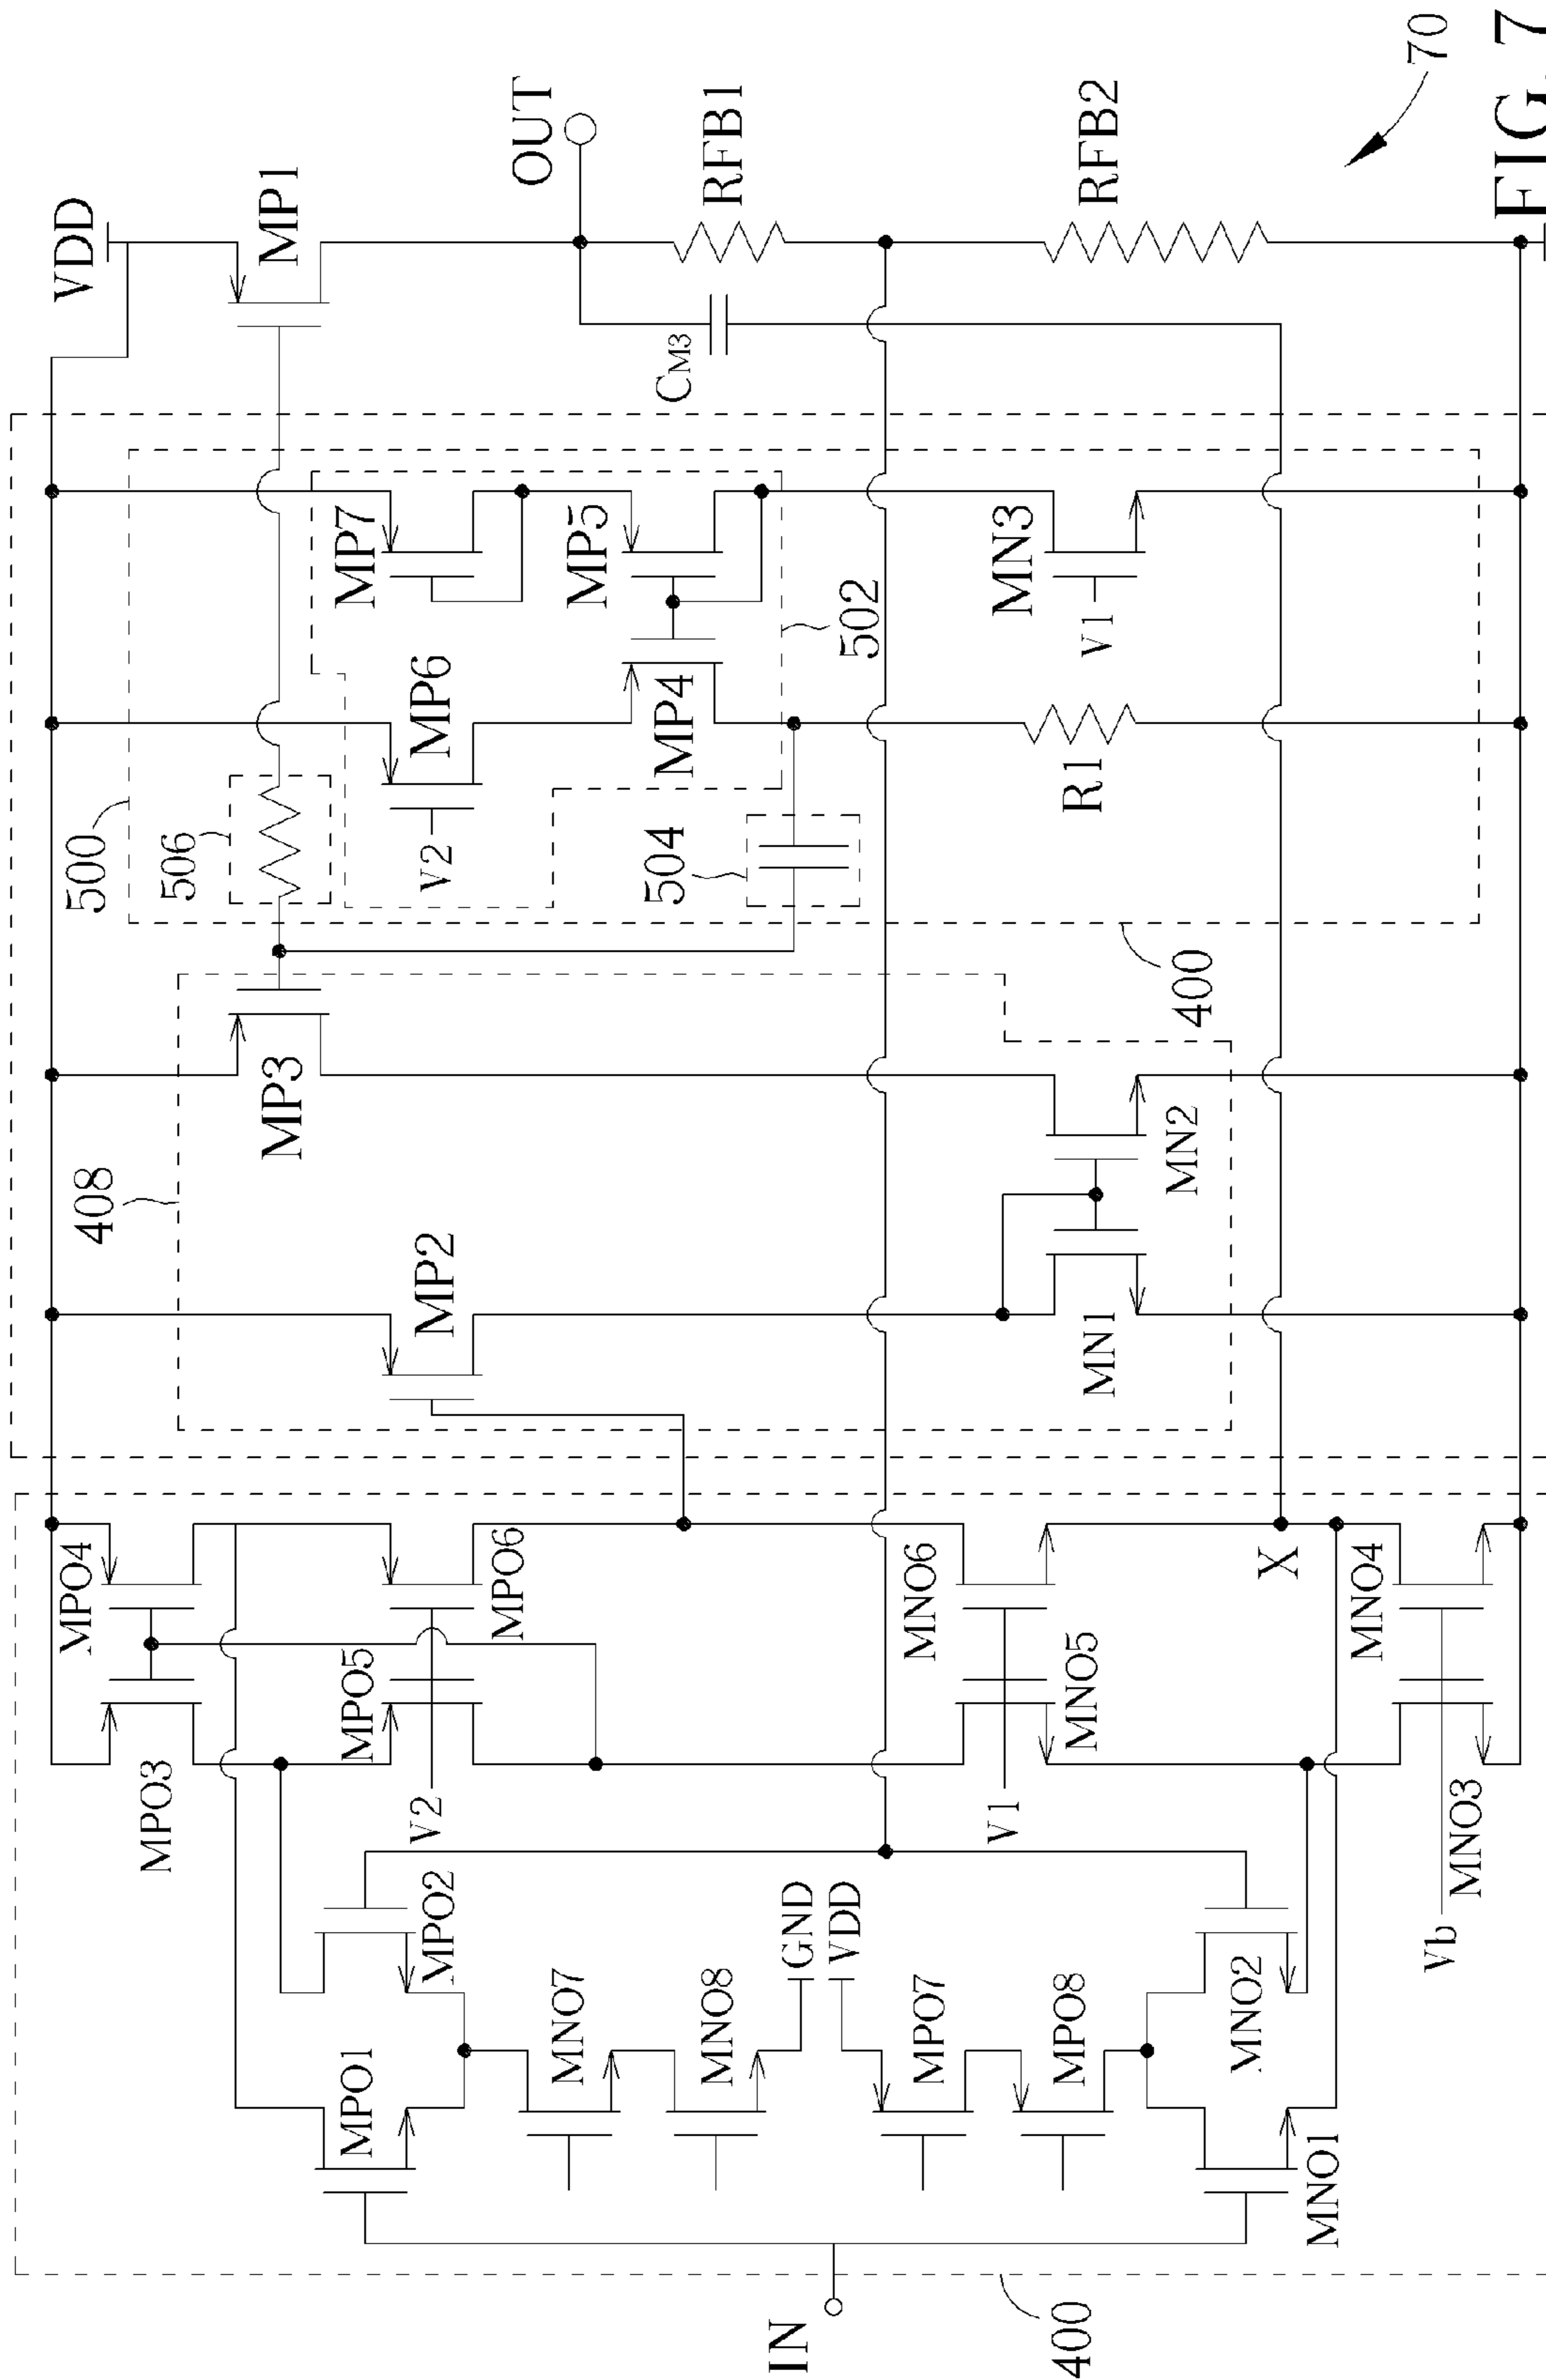 VDD
MP1
OUT
RFB1
RFB2
CM3
70
FIG. 7
500
506
MP7
MP5
502
MP6
V2
MP4
504
MN3
V1
R1
400
408
MP3
MP2
MN2
MN1
MPO4
MPO3
MPO5
MPO6
V2
MNO6
MNO5
V1
X
MNO4
MNO3
Vb
MPO1
MPO2
MNO7
MNO8
GND
VDD
MPO7
MPO8
MNO2
MNO1
IN
400